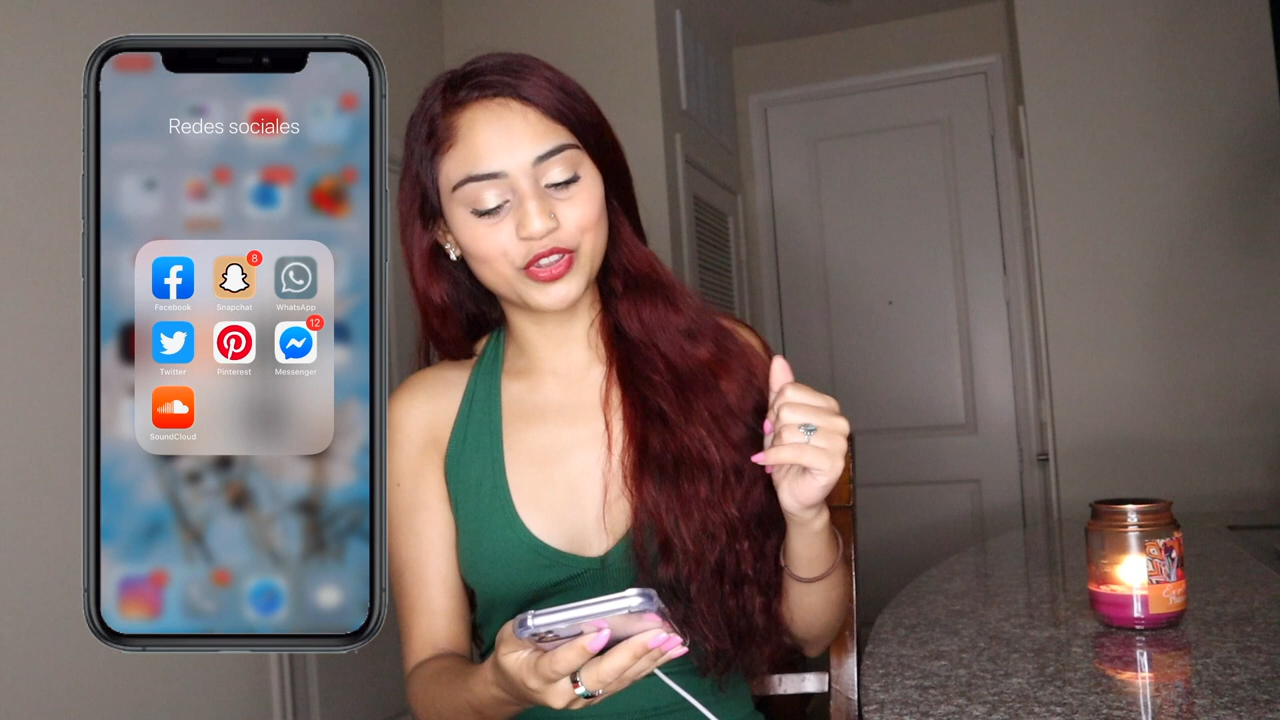 Redes sociales
8
Facebook Snapchat WhatsApp
12
Twitter Pinterest Messenger
SoundCloud